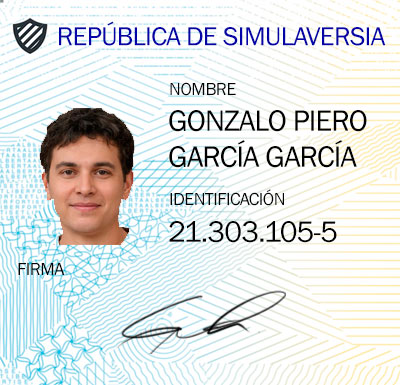 REPÚBLICA DE SIMULAVERSIA
NOMBRE
GONZALO PIERO
GARCÍA GARCÍA
IDENTIFICACIÓN
21.303.105-5
FIRMA